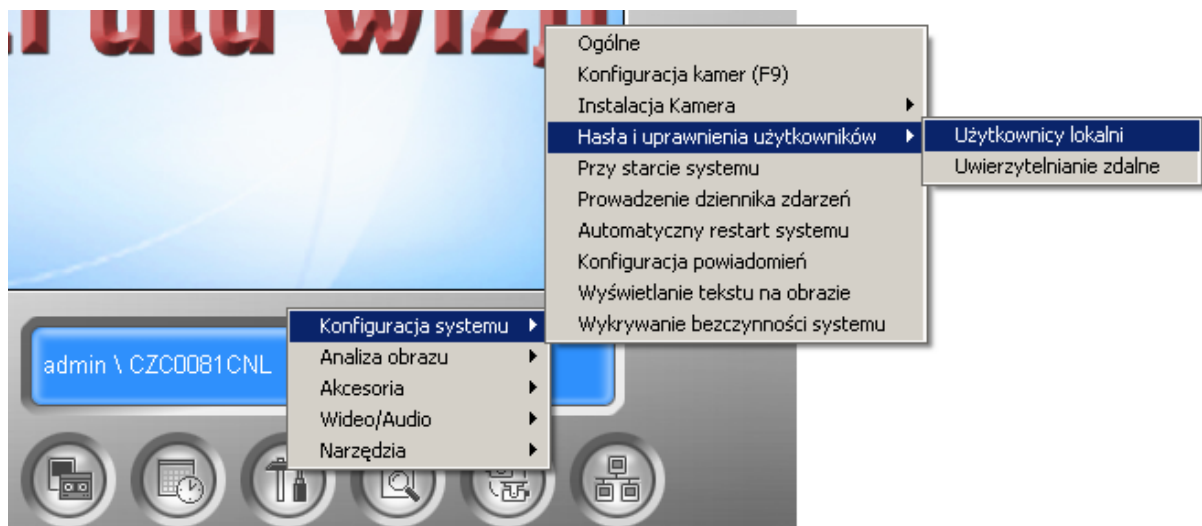 Ogólne
Konfiguracja kamer (F9)
Instalacja Kamera
Hasła i uprawnienia użytkowników
Użytkownicy lokalni
Uwierzytelnianie zdalne
Przy starcie systemu
Prowadzenie dziennika zdarzeń
Automatyczny restart systemu
Konfiguracja powiadomień
Wyświetlanie tekstu na obrazie
Wykrywanie bezczynności systemu
Konfiguracja systemu
Analiza obrazu
Akcesoria
Wideo/Audio
Narzędzia
admin \ CZC0081CNL